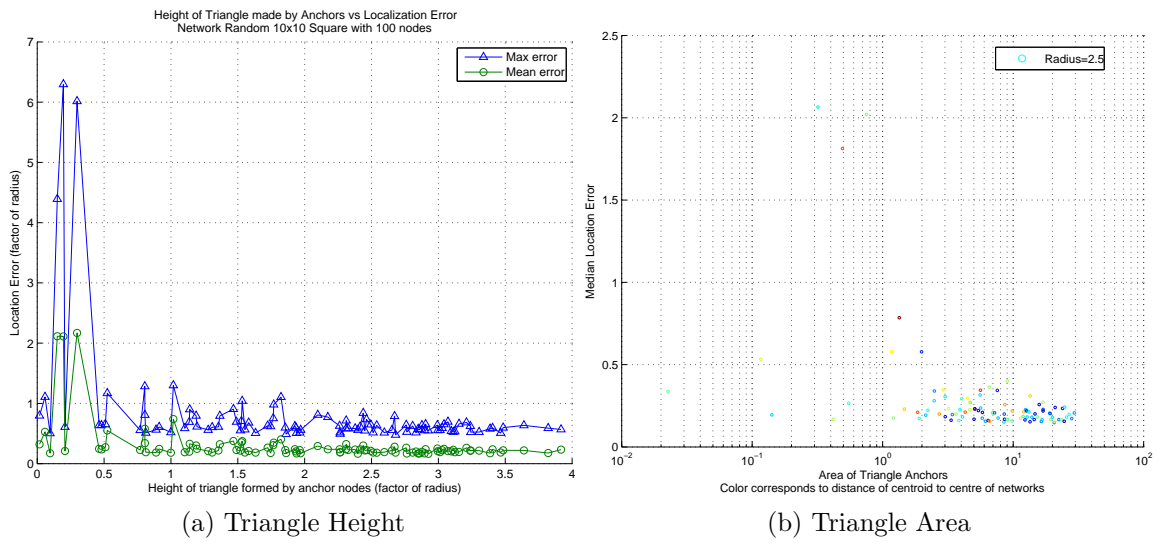 Height of Triangle made by Anchors vs Localization Error
Network Random 10x10 Square with 100 nodes
Max error
Mean error
Location Error (factor of radius)
7
6
5
4
3
2
1
0
0 0.5 1 1.5 2 2.5 3 3.5 4
Height of triangle formed by anchor nodes (factor of radius)
(a) Triangle Height
Radius=2.5
Median Location Error
2.5
2
1.5
1
0.5
0
10^-2 10^-1 10^0 10^1 10^2
Area of Triangle Anchors
Color corresponds to distance of centroid to centre of networks
(b) Triangle Area